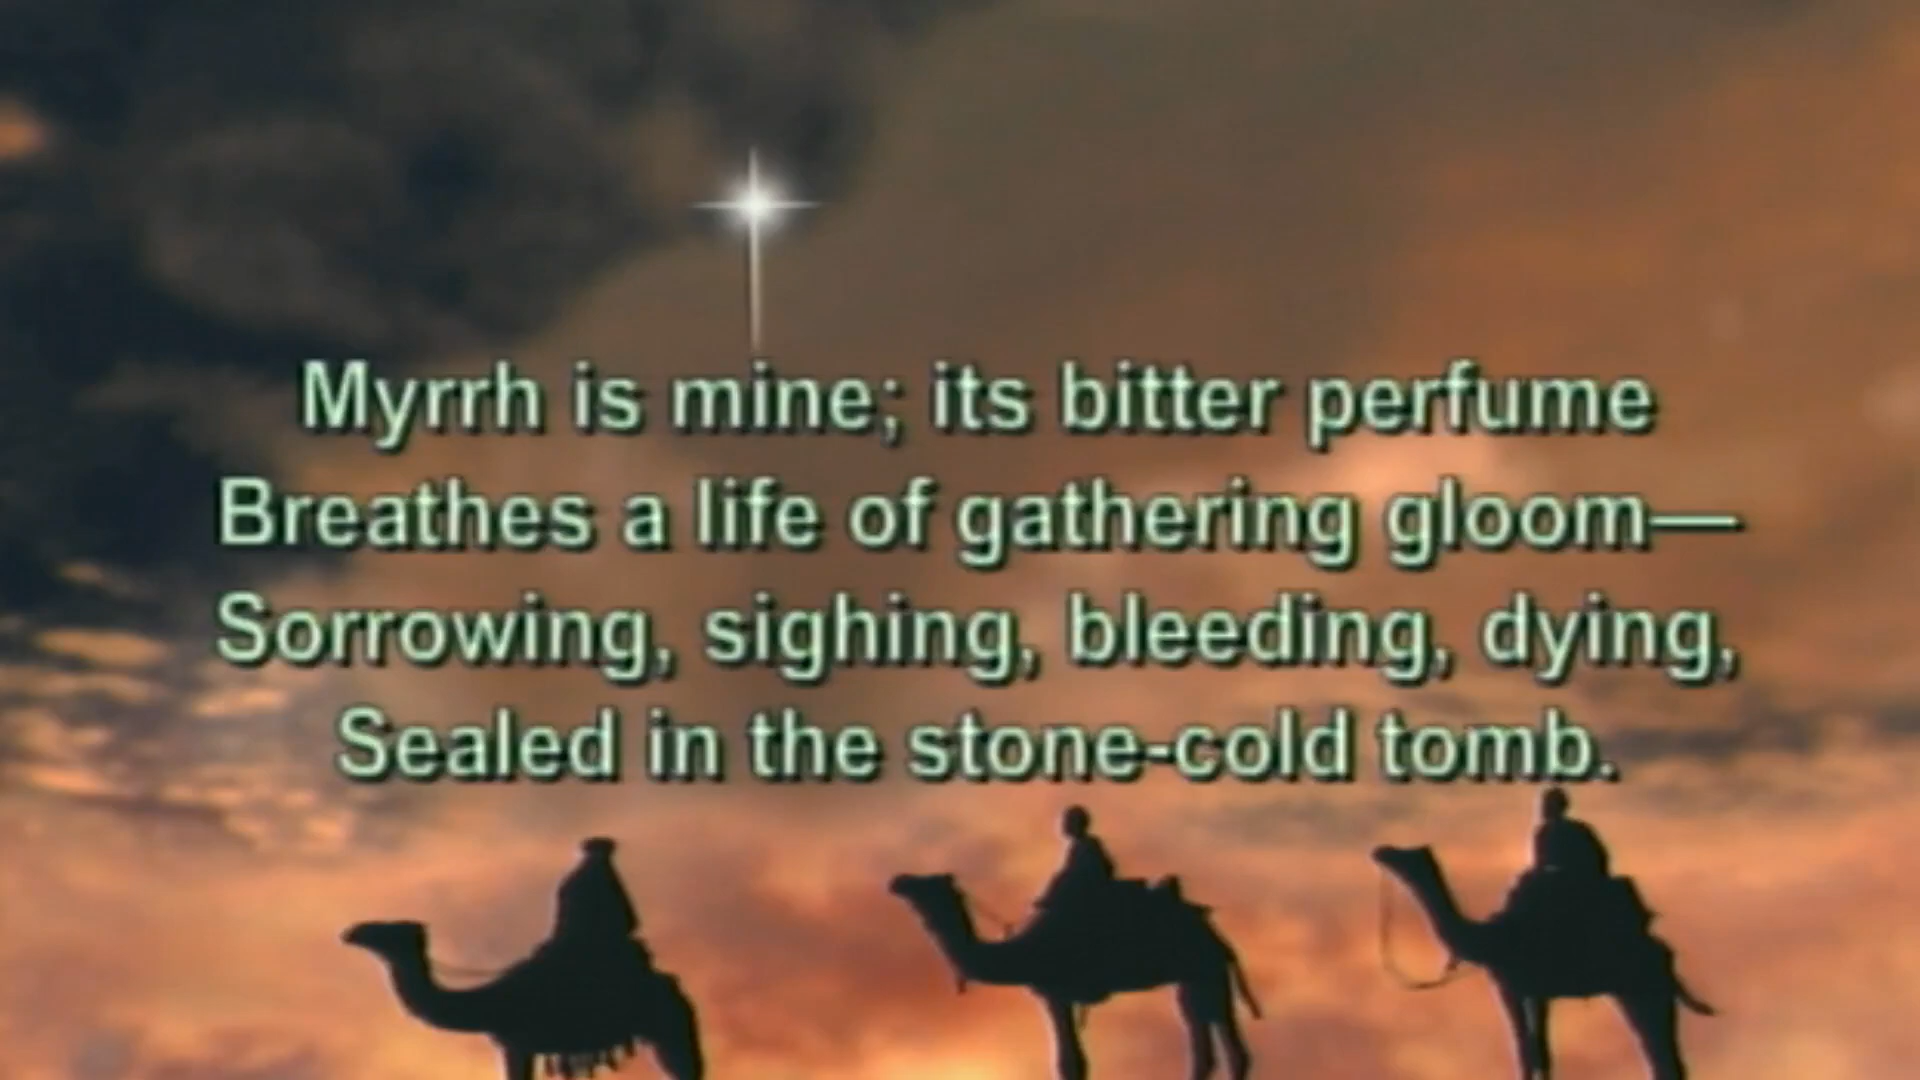 Myrrh is mine; its bitter perfume
Breathes a life of gathering gloom—
Sorrowing, sighing, bleeding, dying,
Sealed in the stone-cold tomb.